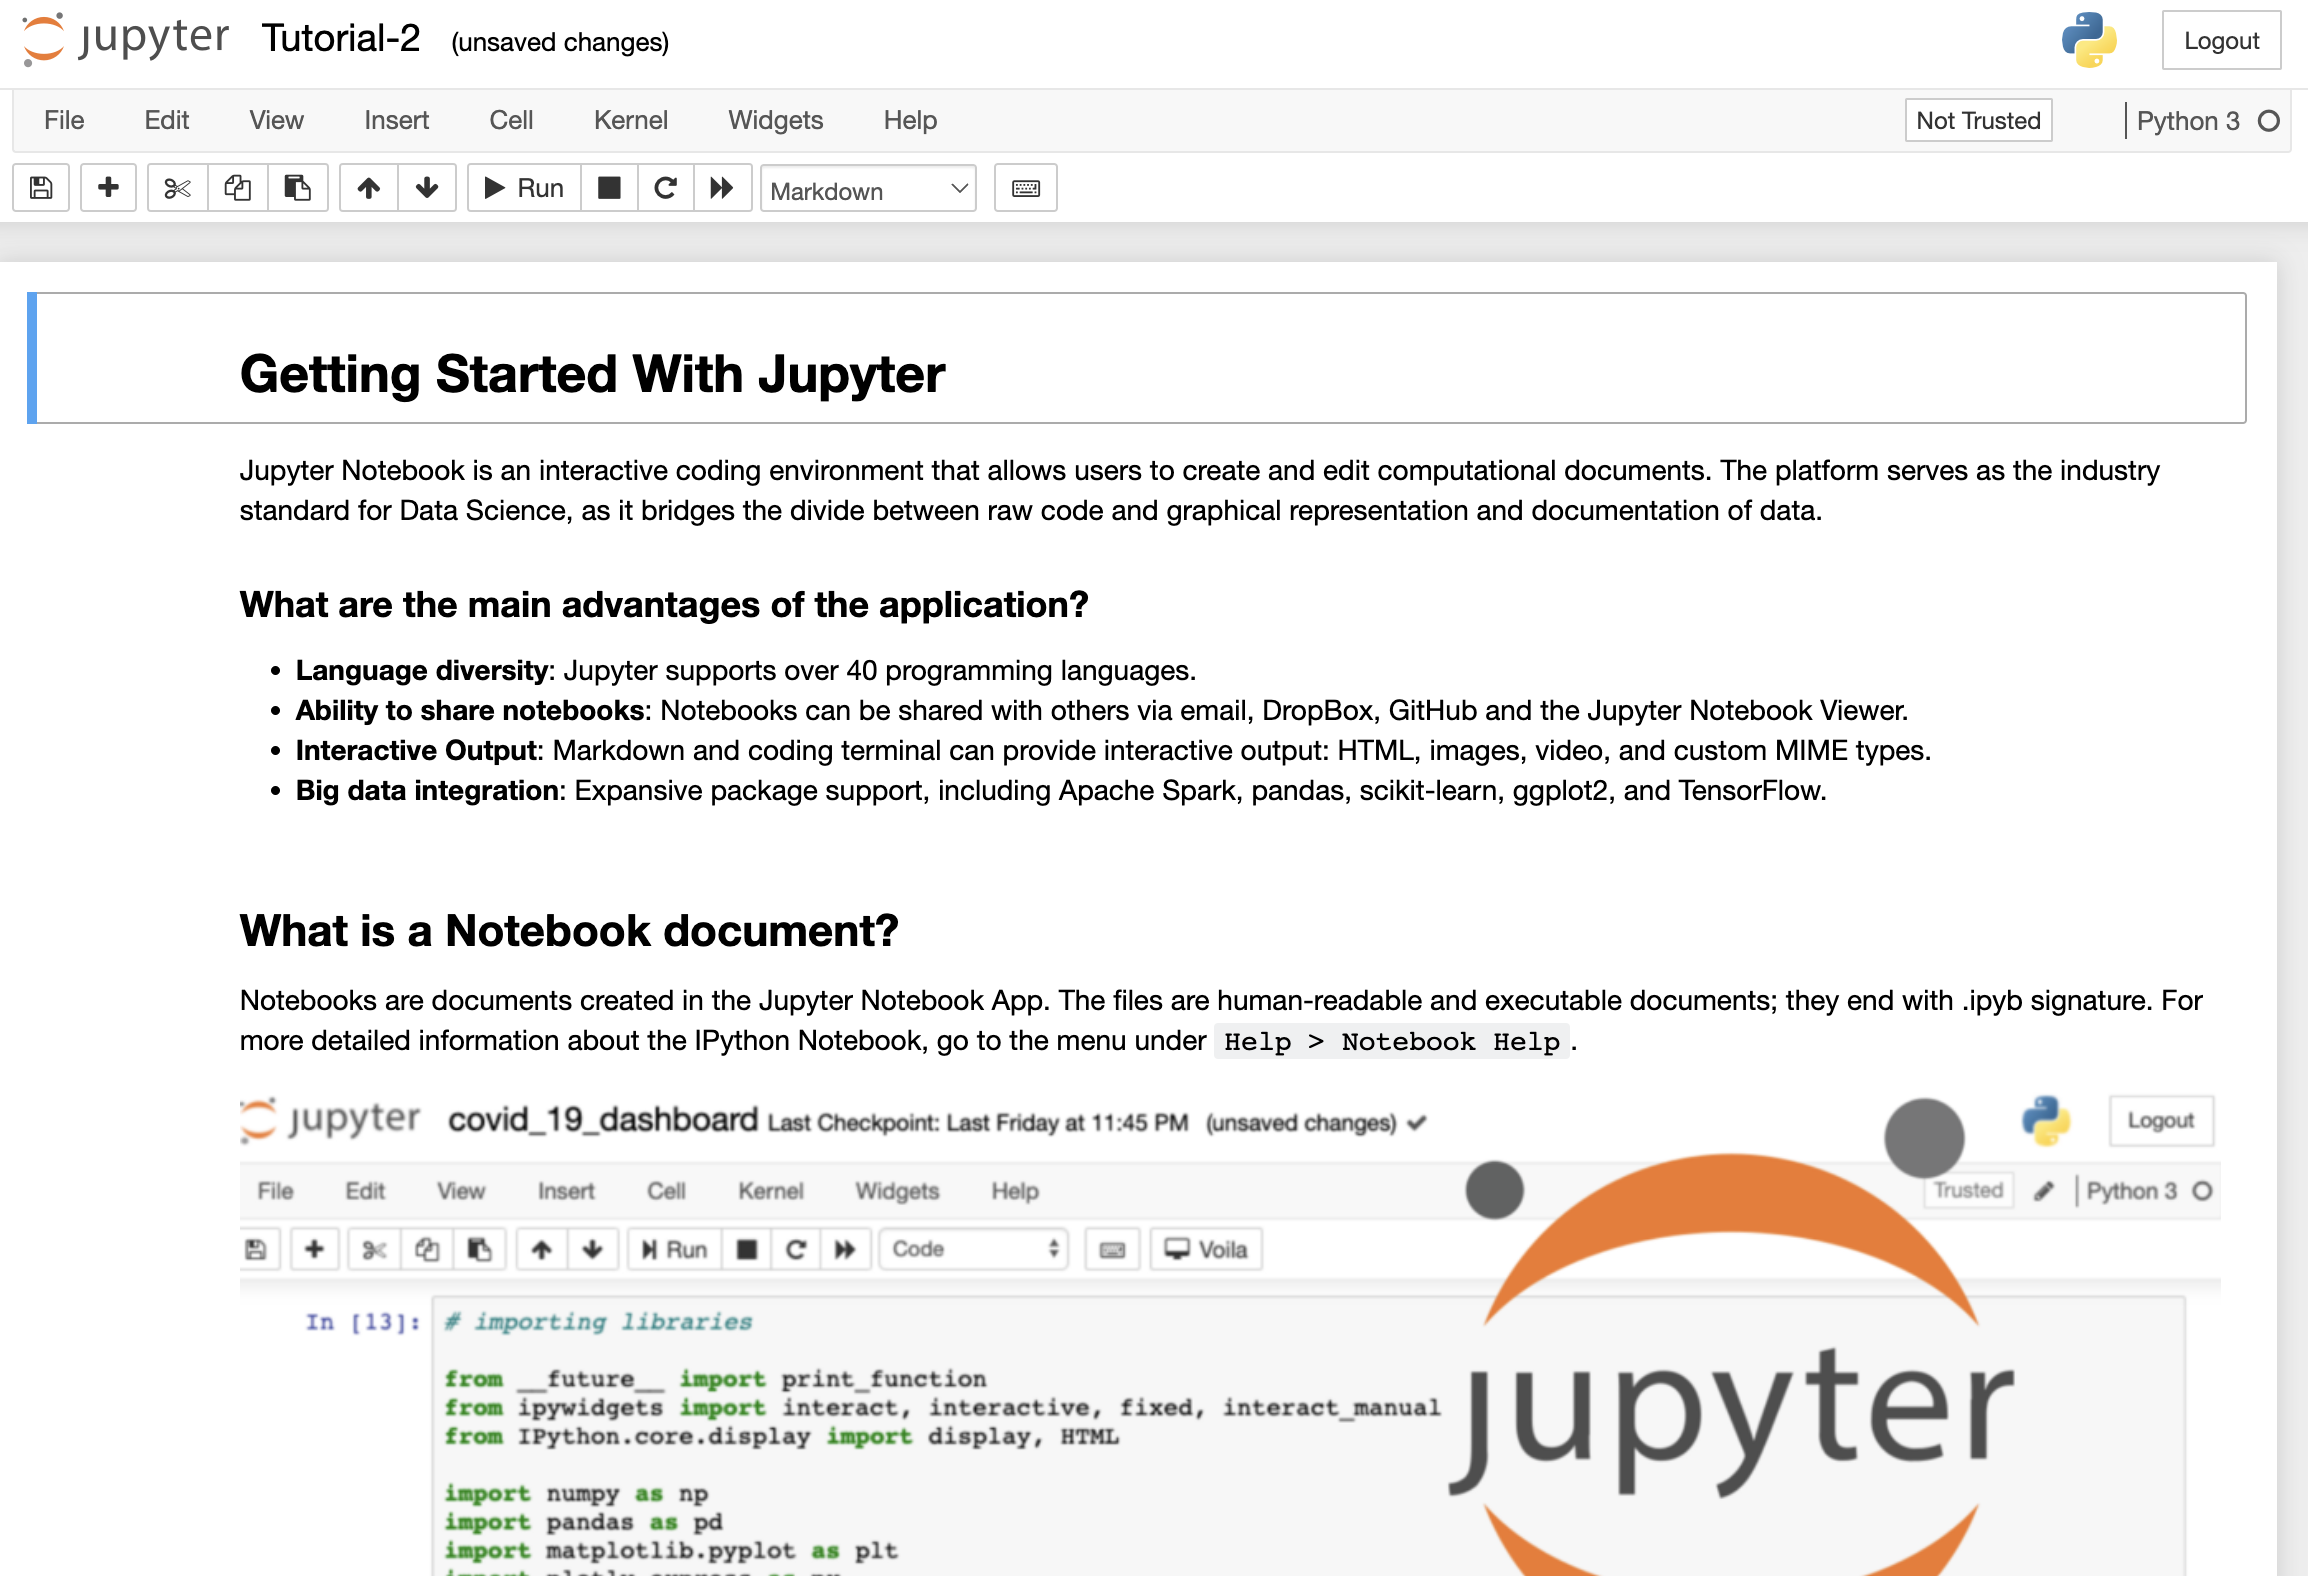 jupyter Tutorial-2 (unsaved changes) Logout
File Edit View Insert Cell Kernel Widgets Help Not Trusted Python 3
Run Markdown
Getting Started With Jupyter
Jupyter Notebook is an interactive coding environment that allows users to create and edit computational documents. The platform serves as the industry
standard for Data Science, as it bridges the divide between raw code and graphical representation and documentation of data.
What are the main advantages of the application?
• Language diversity: Jupyter supports over 40 programming languages.
• Ability to share notebooks: Notebooks can be shared with others via email, DropBox, GitHub and the Jupyter Notebook Viewer.
• Interactive Output: Markdown and coding terminal can provide interactive output: HTML, images, video, and custom MIME types.
• Big data integration: Expansive package support, including Apache Spark, pandas, scikit-learn, ggplot2, and TensorFlow.
What is a Notebook document?
Notebooks are documents created in the Jupyter Notebook App. The files are human-readable and executable documents; they end with .ipyb signature. For
more detailed information about the IPython Notebook, go to the menu under Help > Notebook Help.
jupyter covid_19_dashboard Last Checkpoint: Last Friday at 11:45 PM (unsaved changes) Logout
File Edit View Insert Cell Kernel Widgets Help Trusted Python 3
Run Code Voila
In [13]: # importing libraries
from __future__ import print_function
from ipywidgets import interact, interactive, fixed, interact_manual
from IPython.core.display import display, HTML
jupyter
import numpy as np
import pandas as pd
import matplotlib.pyplot as plt